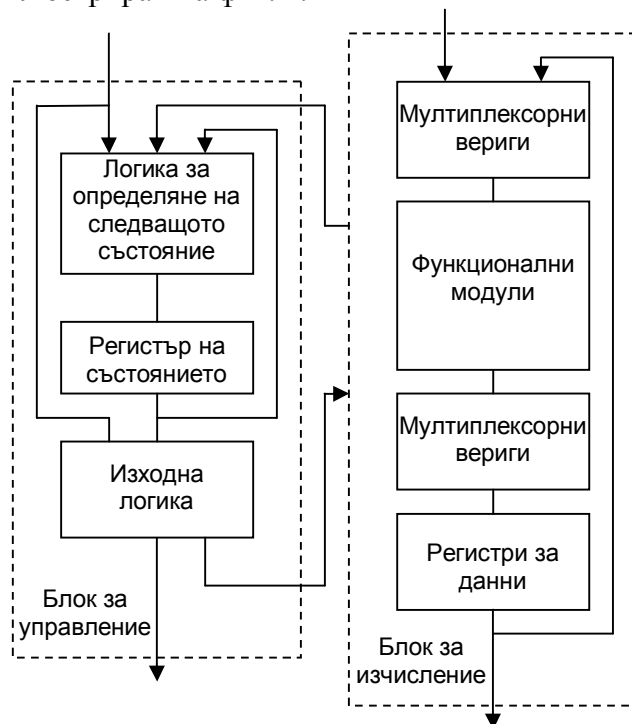 Логика за
определяне на
следващото
състояние
Регистър на
състоянието
Изходна
логика
Блок за
управление
Мултиплексорни
вериги
Функционални
модули
Мултиплексорни
вериги
Регистри за
данни
Блок за
изчисление